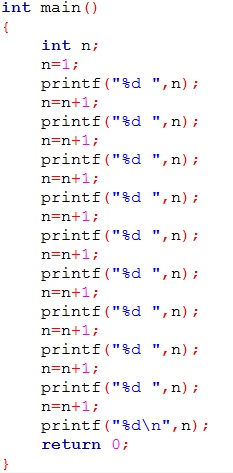 int main()
{
    int n;
    n=1;
    printf("%d ",n);
    n=n+1;
    printf("%d ",n);
    n=n+1;
    printf("%d ",n);
    n=n+1;
    printf("%d ",n);
    n=n+1;
    printf("%d ",n);
    n=n+1;
    printf("%d ",n);
    n=n+1;
    printf("%d ",n);
    n=n+1;
    printf("%d ",n);
    n=n+1;
    printf("%d ",n);
    n=n+1;
    printf("%d\n",n);
    return 0;
}